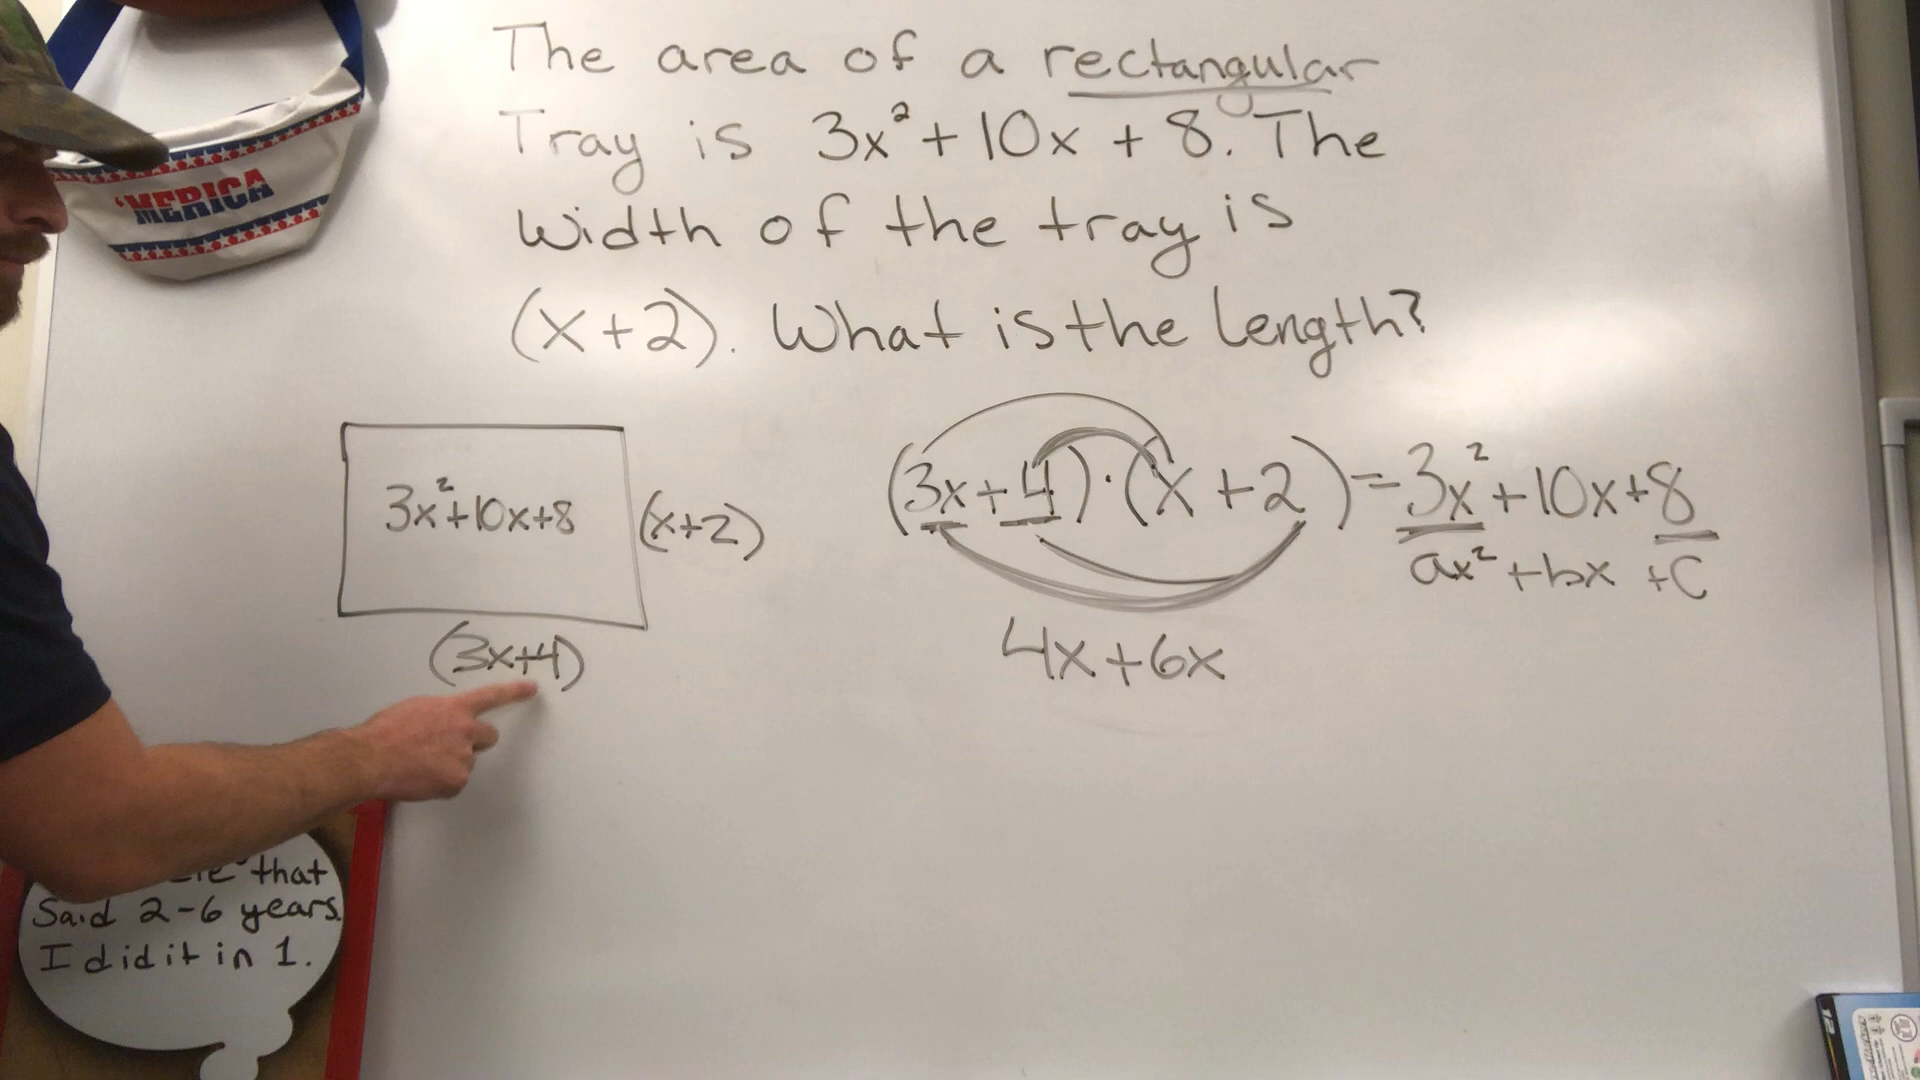 The area of a rectangular
Tray is 3x²+10x+8. The
width of the tray is
(x+2). What is the length?
'MERICA
3x²+10x+8
(x+2)
(3x+4)
(3x+4)·(x+2)=3x²+10x+8
ax²+bx+c
4x+6x
that
Said 2-6 years.
I did it in 1.